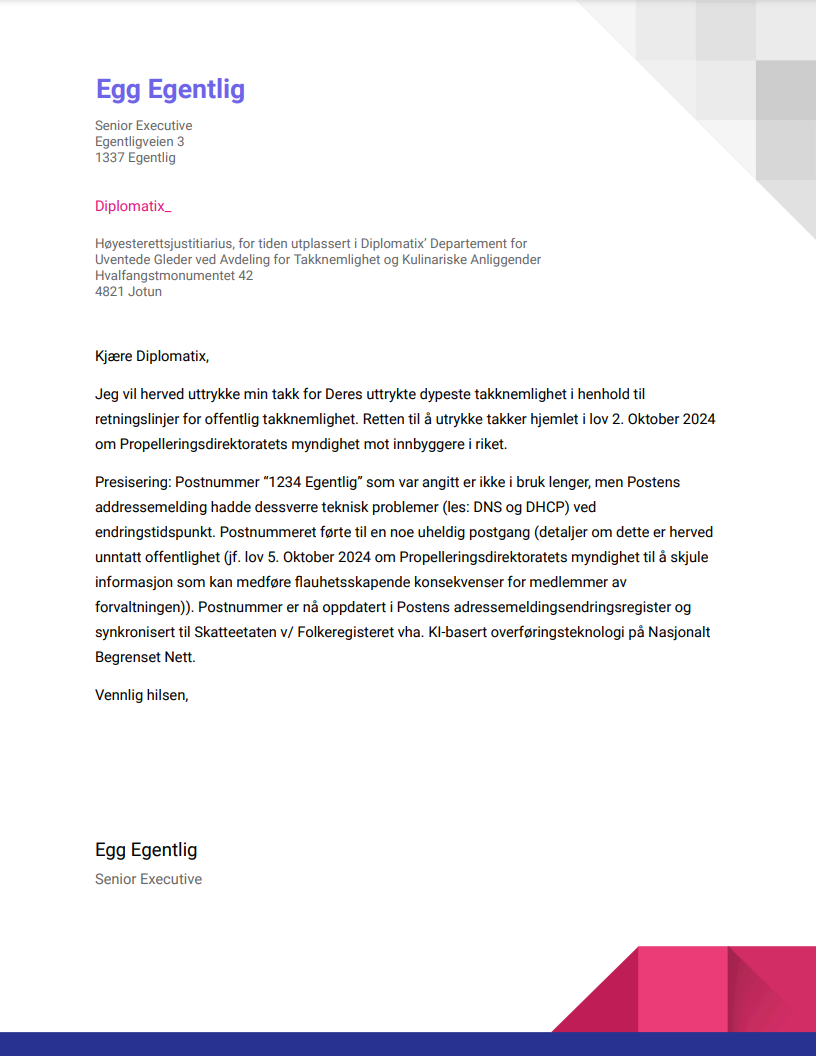 Egg Egentlig
Senior Executive
Egentligveien 3
1337 Egentlig
Diplomatix_
Høyesterettsjustitiarius, for tiden utplassert i Diplomatix’ Departement for
Uventede Gleder ved Avdeling for Takknemlighet og Kulinariske Anliggender
Hvalfangstmonumentet 42
4821 Jotun
Kjære Diplomatix,
Jeg vil herved uttrykke min takk for Deres uttrykte dypeste takknemlighet i henhold til
retningslinjer for offentlig takknemlighet. Retten til å utrykke takker hjemlet i lov 2. Oktober 2024
om Propelleringsdirektoratets myndighet mot innbyggere i riket.
Presisering: Postnummer “1234 Egentlig” som var angitt er ikke i bruk lenger, men Postens
addressemelding hadde dessverre teknisk problemer (les: DNS og DHCP) ved
endringstidspunkt. Postnummeret førte til en noe uheldig postgang (detaljer om dette er herved
unntatt offentlighet (jf. lov 5. Oktober 2024 om Propelleringsdirektoratets myndighet til å skjule
informasjon som kan medføre flauhetsskapende konsekvenser for medlemmer av
forvaltningen)). Postnummer er nå oppdatert i Postens adressemeldingsendringsregister og
synkronisert til Skatteetaten v/ Folkeregisteret vha. KI-basert overføringsteknologi på Nasjonalt
Begrenset Nett.
Vennlig hilsen,
Egg Egentlig
Senior Executive